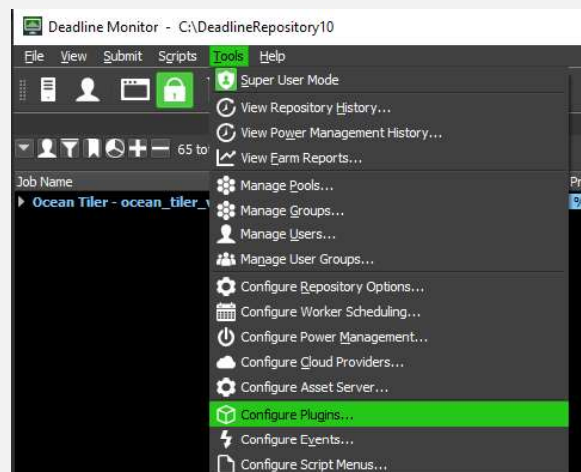 Deadline Monitor - C:\DeadlineRepository10
File View Submit Scripts Tools Help
Super User Mode
View Repository History...
View Power Management History...
View Farm Reports...
65 to
Job Name
Ocean Tiler - ocean_tiler_
Manage Pools...
Manage Groups...
Manage Users...
Manage User Groups...
Configure Repository Options...
Configure Worker Scheduling...
Configure Power Management...
Configure Cloud Providers...
Configure Asset Server...
Configure Plugins...
Configure Events...
Configure Script Menus...